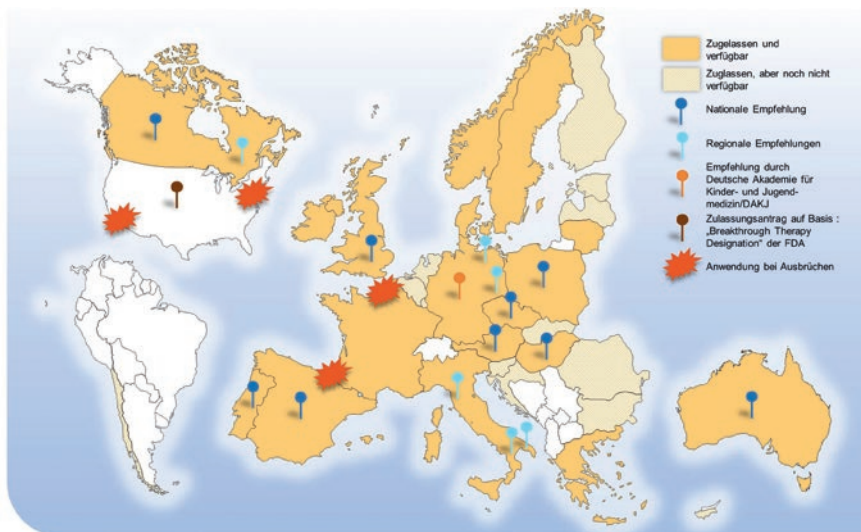 Zugelassen und
verfügbar
Zuglassen, aber noch nicht
verfügbar
Nationale Empfehlung
Regionale Empfehlungen
Empfehlung durch
Deutsche Akademie für
Kinder- und Jugend-
medizin/DAKJ
Zulassungsantrag auf Basis :
„Breakthrough Therapy
Designation" der FDA
Anwendung bei Ausbrüchen